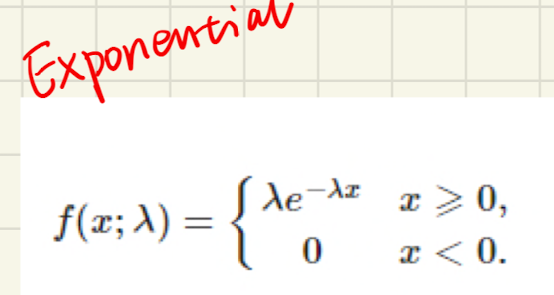 Exponential
f(x; λ) = { λe^{-λx} x ⩾ 0,
0 x < 0.